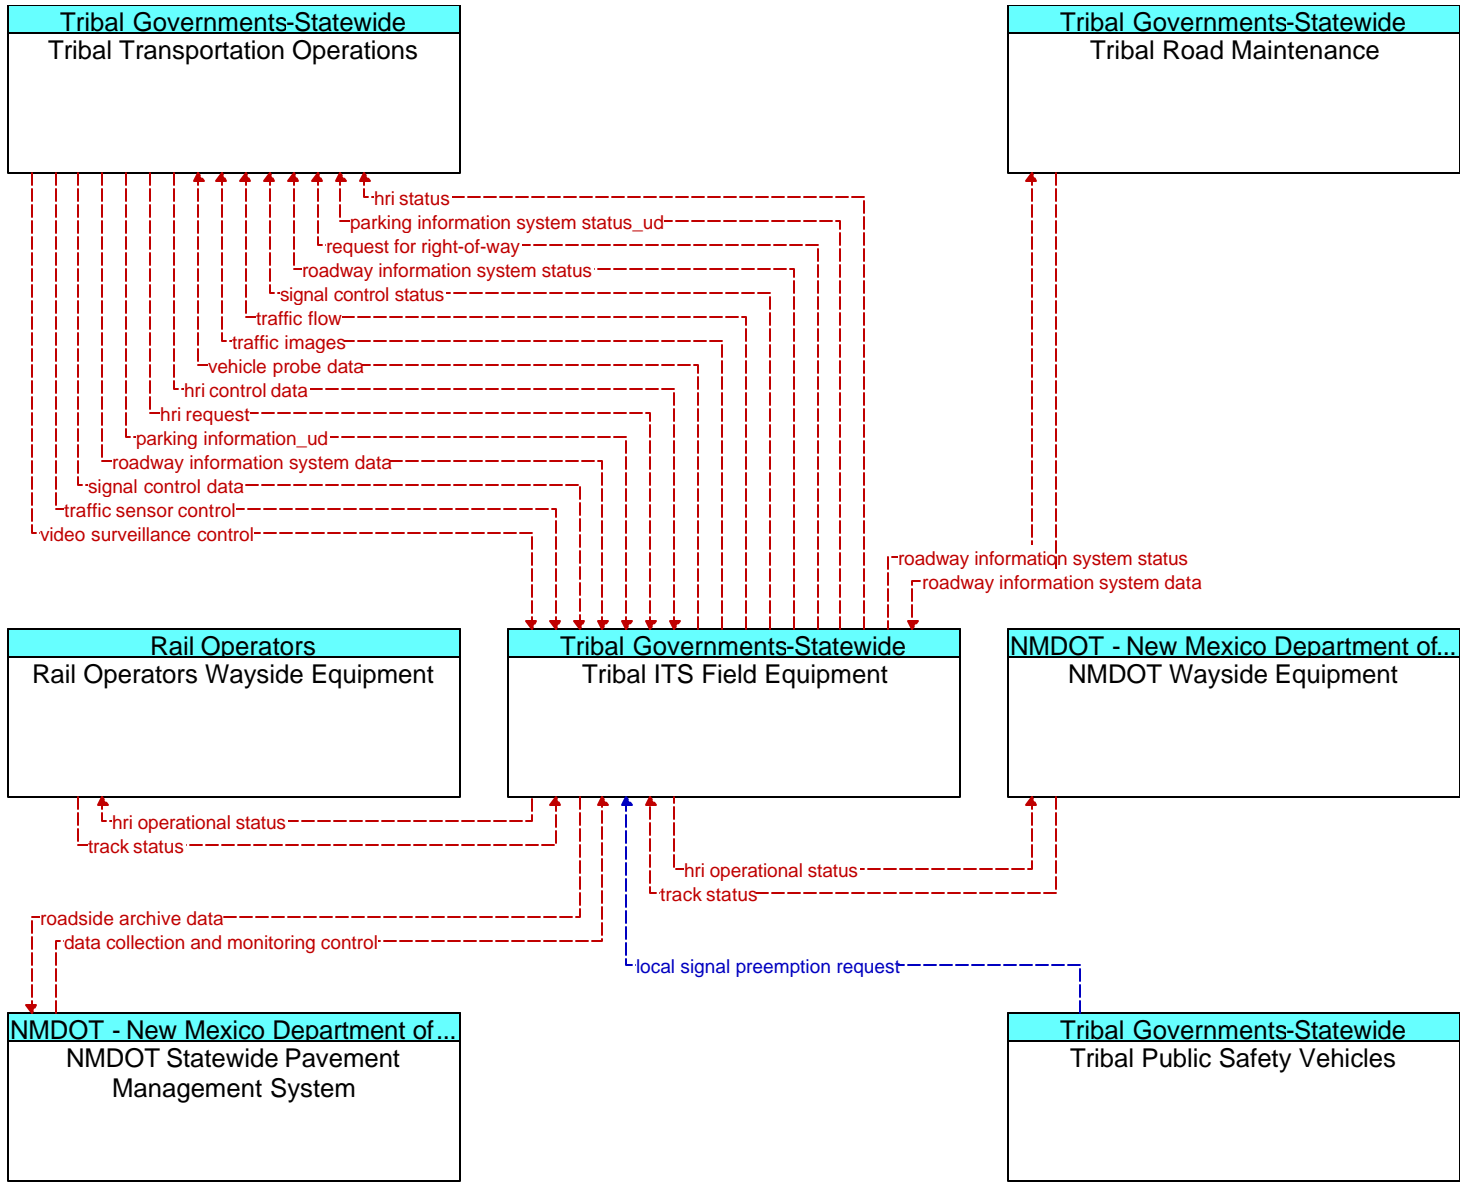 Tribal Governments-Statewide
Tribal Transportation Operations
Tribal Governments-Statewide
Tribal Road Maintenance
hri status
parking information system status_ud
request for right-of-way
roadway information system status
signal control status
traffic flow
traffic images
vehicle probe data
hri control data
hri request
parking information_ud
roadway information system data
signal control data
traffic sensor control
video surveillance control
roadway information system status
roadway information system data
Rail Operators
Rail Operators Wayside Equipment
Tribal Governments-Statewide
Tribal ITS Field Equipment
NMDOT - New Mexico Department of...
NMDOT Wayside Equipment
hri operational status
track status
hri operational status
track status
roadside archive data
data collection and monitoring control
local signal preemption request
NMDOT - New Mexico Department of...
NMDOT Statewide Pavement
Management System
Tribal Governments-Statewide
Tribal Public Safety Vehicles